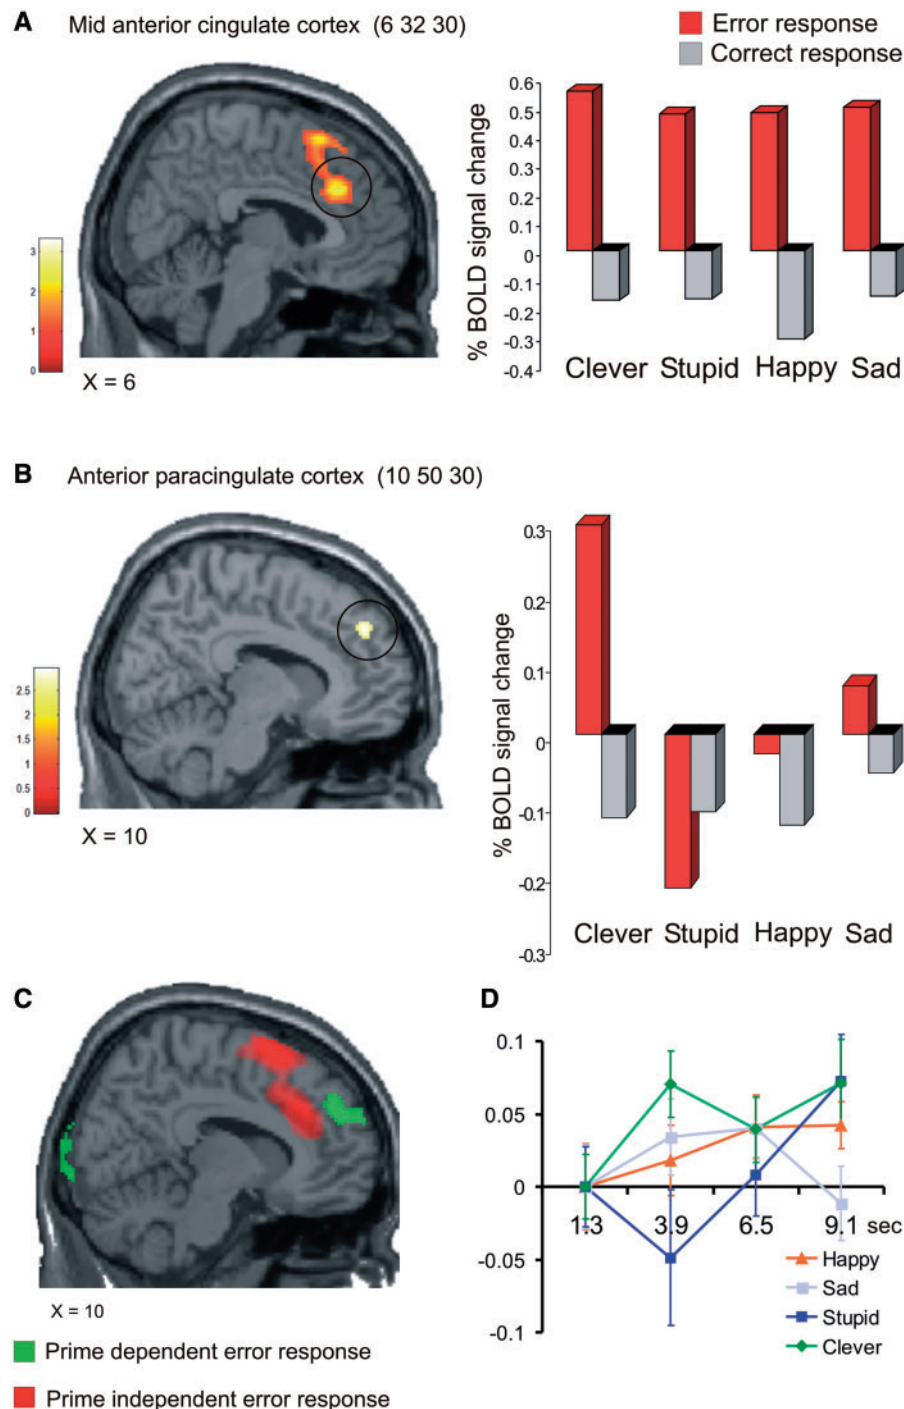 A Mid anterior cingulate cortex (6 32 30)
Error response
Correct response
3
2
1
0
X = 6
% BOLD signal change
0.6
0.5
0.4
0.3
0.2
0.1
0
-0.1
-0.2
-0.3
-0.4
Clever Stupid Happy Sad
B Anterior paracingulate cortex (10 50 30)
2.5
2
1.5
1
0.5
0
X = 10
% BOLD signal change
0.3
0.2
0.1
0
-0.1
-0.2
-0.3
Clever Stupid Happy Sad
C
X = 10
Prime dependent error response
Prime independent error response
D
0.1
0.05
0
-0.05
-0.1
1.3 3.9 6.5 9.1 sec
Happy
Sad
Stupid
Clever